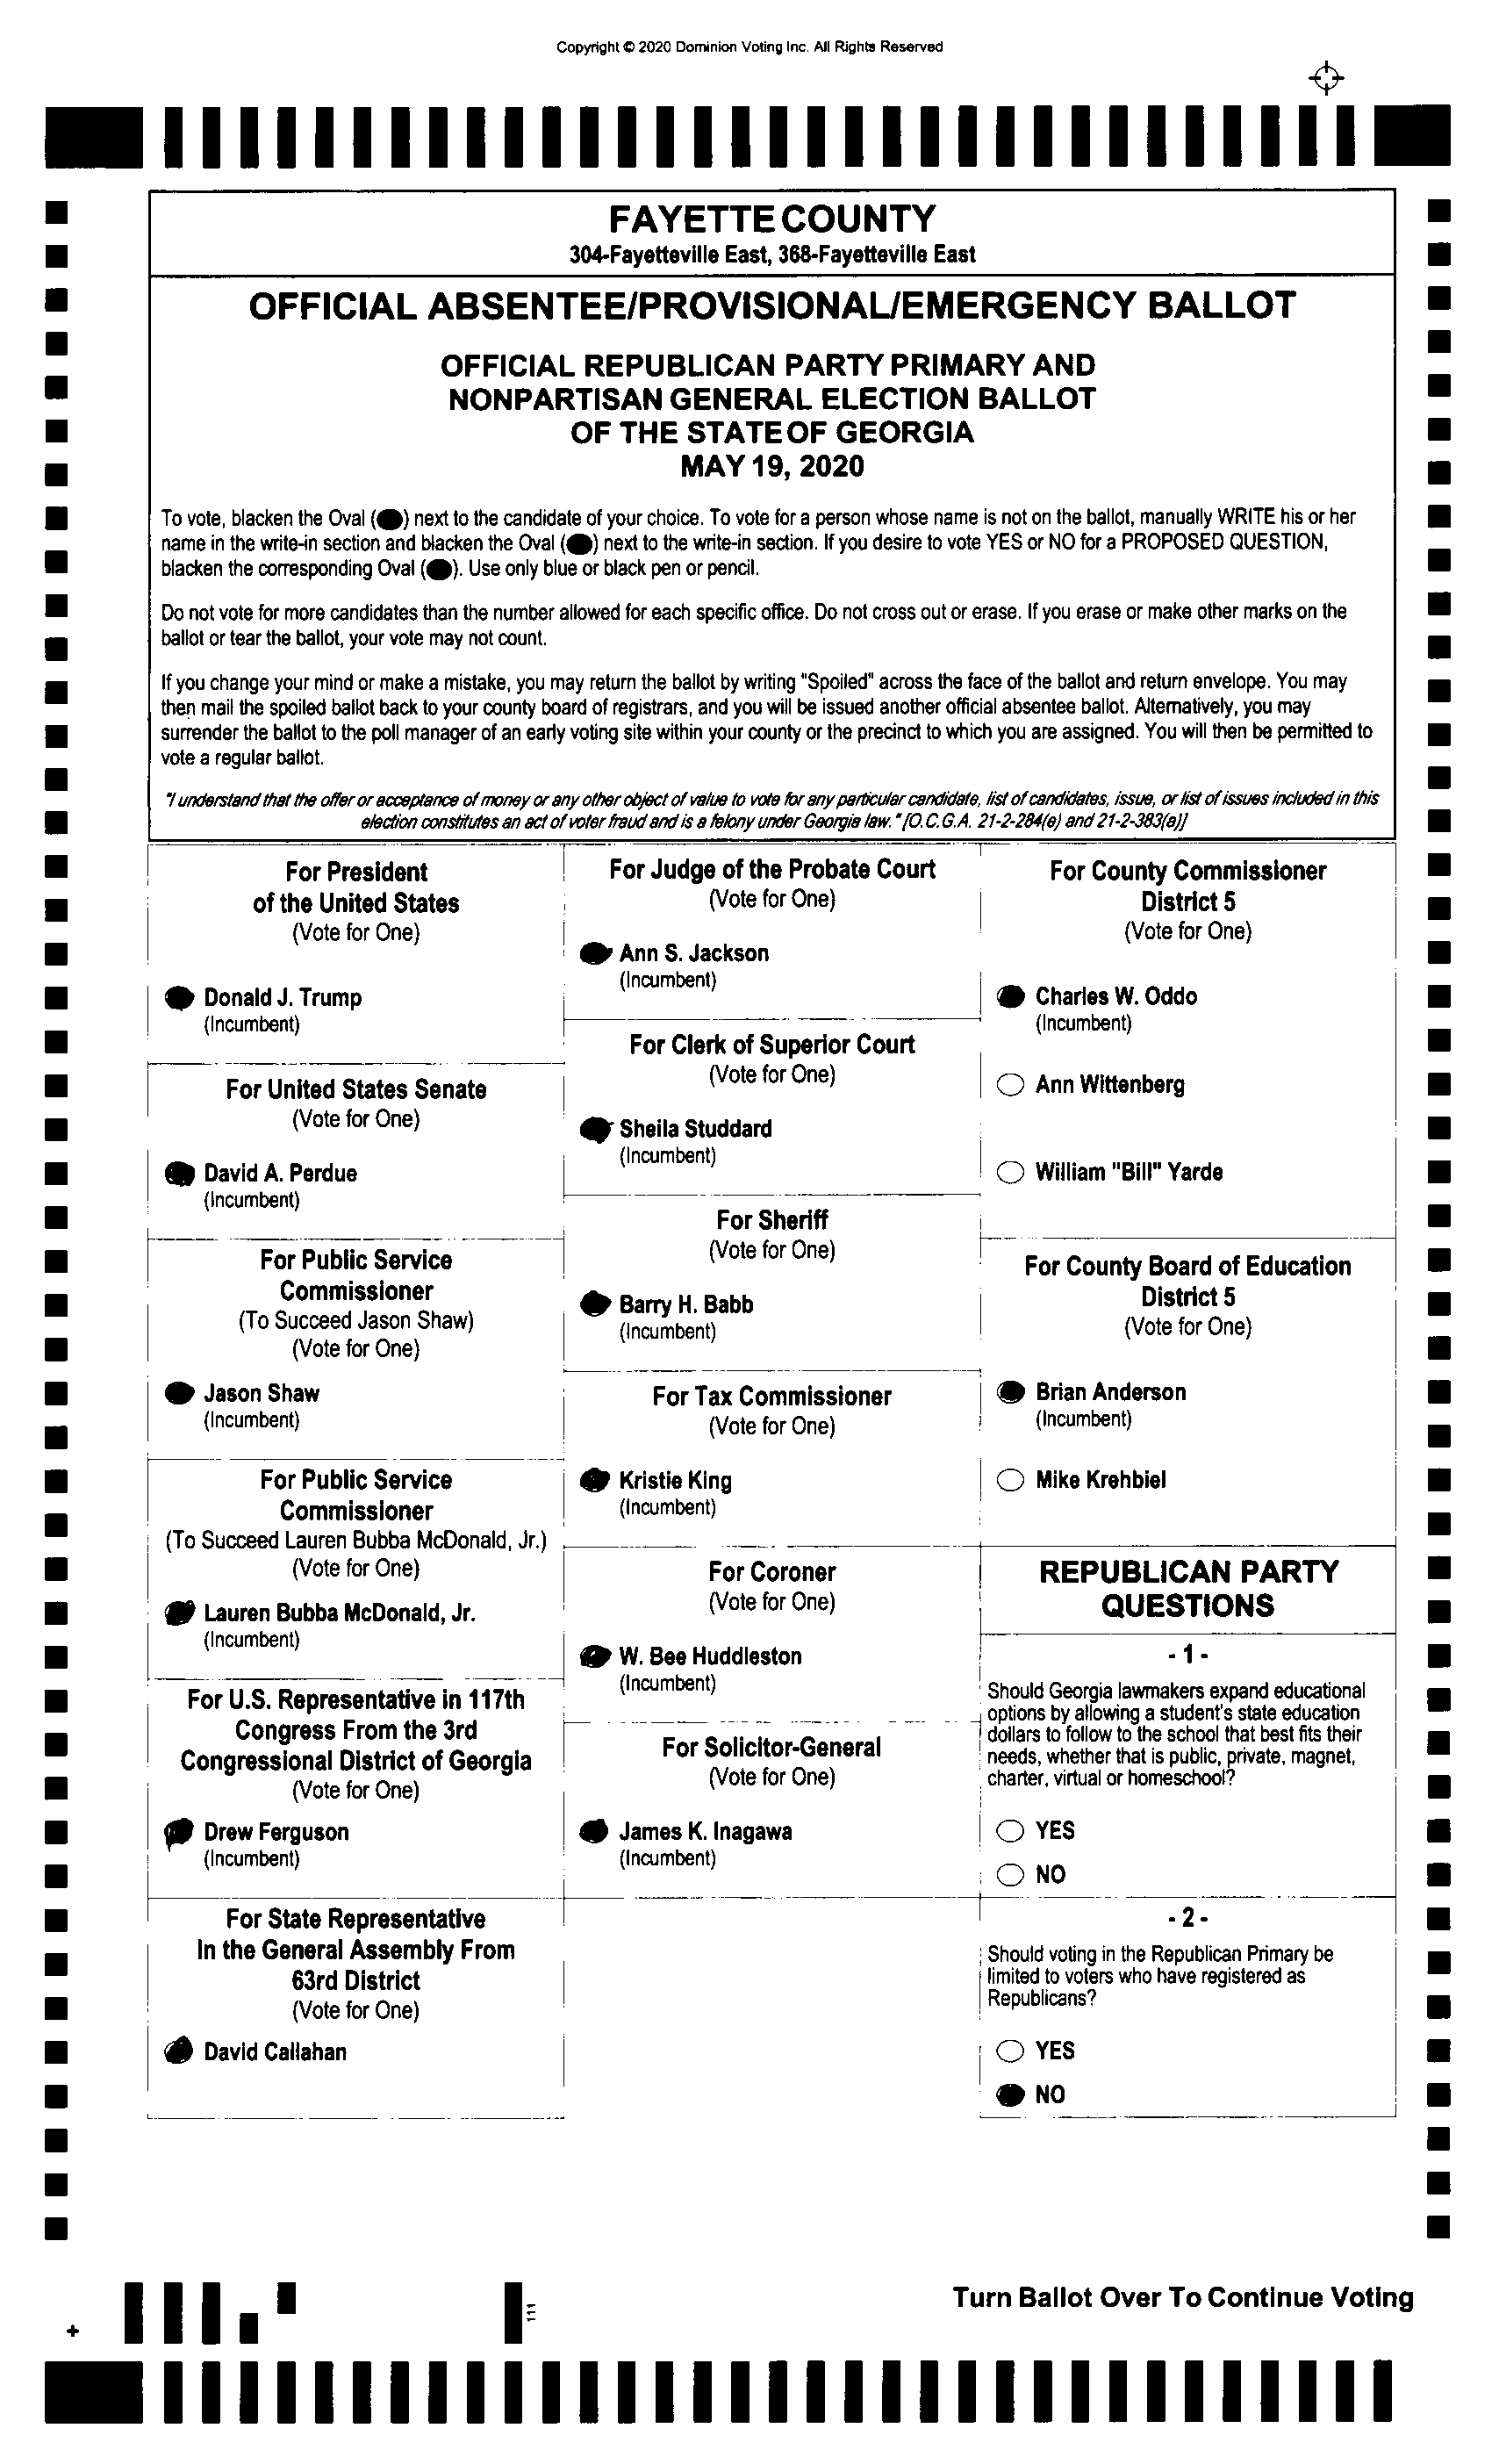 Copyright © 2020 Dominion Voting Inc. All Rights Reserved
FAYETTE COUNTY
304-Fayetteville East, 368-Fayetteville East
OFFICIAL ABSENTEE/PROVISIONAL/EMERGENCY BALLOT
OFFICIAL REPUBLICAN PARTY PRIMARY AND
NONPARTISAN GENERAL ELECTION BALLOT
OF THE STATE OF GEORGIA
MAY 19, 2020
To vote, blacken the Oval ( ) next to the candidate of your choice. To vote for a person whose name is not on the ballot, manually WRITE his or her
name in the write-in section and blacken the Oval ( ) next to the write-in section. If you desire to vote YES or NO for a PROPOSED QUESTION,
blacken the corresponding Oval ( ). Use only blue or black pen or pencil.
Do not vote for more candidates than the number allowed for each specific office. Do not cross out or erase. If you erase or make other marks on the
ballot or tear the ballot, your vote may not count.
If you change your mind or make a mistake, you may return the ballot by writing "Spoiled" across the face of the ballot and return envelope. You may
then mail the spoiled ballot back to your county board of registrars, and you will be issued another official absentee ballot. Alternatively, you may
surrender the ballot to the poll manager of an early voting site within your county or the precinct to which you are assigned. You will then be permitted to
vote a regular ballot.
"I understand that the offer or acceptance of money or any other object of value to vote for any particular candidate, list of candidates, issue, or list of issues included in this
election constitutes an act of voter fraud and is a felony under Georgia law." [O.C.G.A. 21-2-284(e) and 21-2-383(a)]
For President
of the United States
(Vote for One)
Donald J. Trump
(Incumbent)
For United States Senate
(Vote for One)
David A. Perdue
(Incumbent)
For Public Service
Commissioner
(To Succeed Jason Shaw)
(Vote for One)
Jason Shaw
(Incumbent)
For Public Service
Commissioner
(To Succeed Lauren Bubba McDonald, Jr.)
(Vote for One)
Lauren Bubba McDonald, Jr.
(Incumbent)
For U.S. Representative in 117th
Congress From the 3rd
Congressional District of Georgia
(Vote for One)
Drew Ferguson
(Incumbent)
For State Representative
In the General Assembly From
63rd District
(Vote for One)
David Callahan
For Judge of the Probate Court
(Vote for One)
Ann S. Jackson
(Incumbent)
For Clerk of Superior Court
(Vote for One)
Sheila Studdard
(Incumbent)
For Sheriff
(Vote for One)
Barry H. Babb
(Incumbent)
For Tax Commissioner
(Vote for One)
Kristie King
(Incumbent)
For Coroner
(Vote for One)
W. Bee Huddleston
(Incumbent)
For Solicitor-General
(Vote for One)
James K. Inagawa
(Incumbent)
For County Commissioner
District 5
(Vote for One)
Charles W. Oddo
(Incumbent)
Ann Wittenberg
William "Bill" Yarde
For County Board of Education
District 5
(Vote for One)
Brian Anderson
(Incumbent)
Mike Krehbiel
REPUBLICAN PARTY
QUESTIONS
- 1 -
Should Georgia lawmakers expand educational
options by allowing a student's state education
dollars to follow to the school that best fits their
needs, whether that is public, private, magnet,
charter, virtual or homeschool?
YES
NO
- 2 -
Should voting in the Republican Primary be
limited to voters who have registered as
Republicans?
YES
NO
Turn Ballot Over To Continue Voting
111